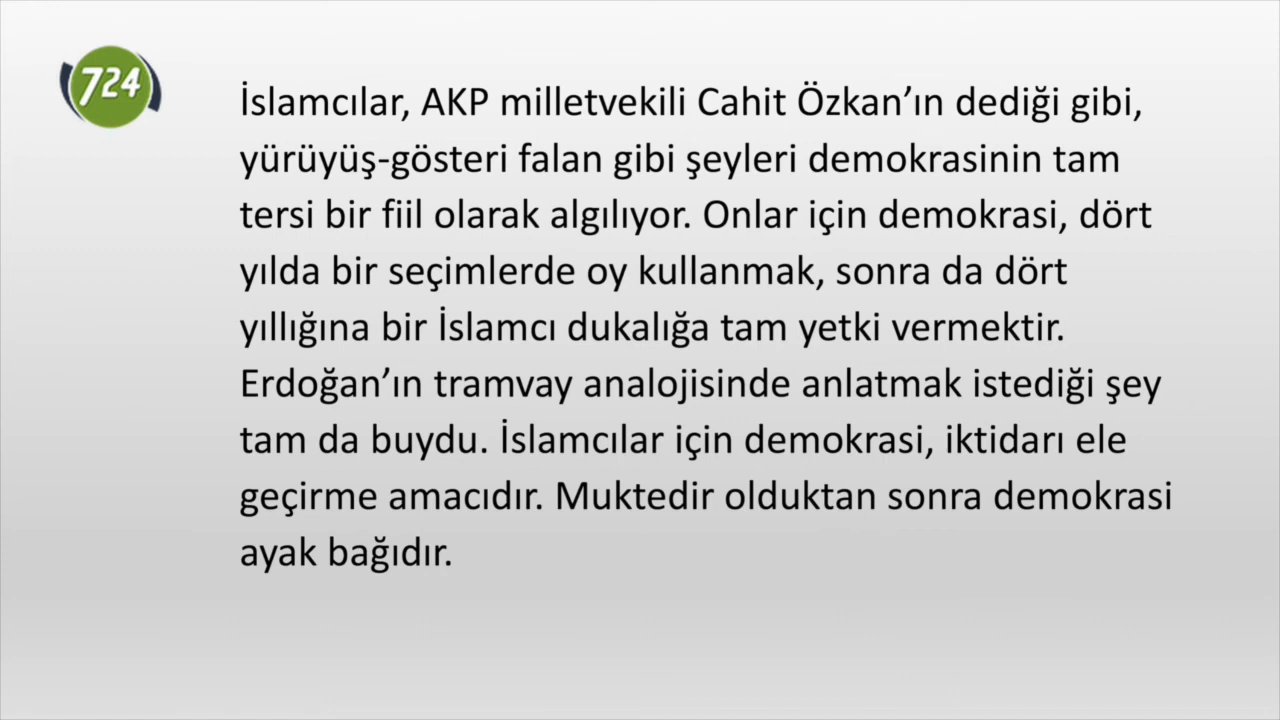 724
İslamcılar, AKP milletvekili Cahit Özkan’ın dediği gibi,
yürüyüş-gösteri falan gibi şeyleri demokrasinin tam
tersi bir fiil olarak algılıyor. Onlar için demokrasi, dört
yılda bir seçimlerde oy kullanmak, sonra da dört
yıllığına bir İslamcı dukalığa tam yetki vermektir.
Erdoğan’ın tramvay analojisinde anlatmak istediği şey
tam da buydu. İslamcılar için demokrasi, iktidarı ele
geçirme amacıdır. Muktedir olduktan sonra demokrasi
ayak bağıdır.